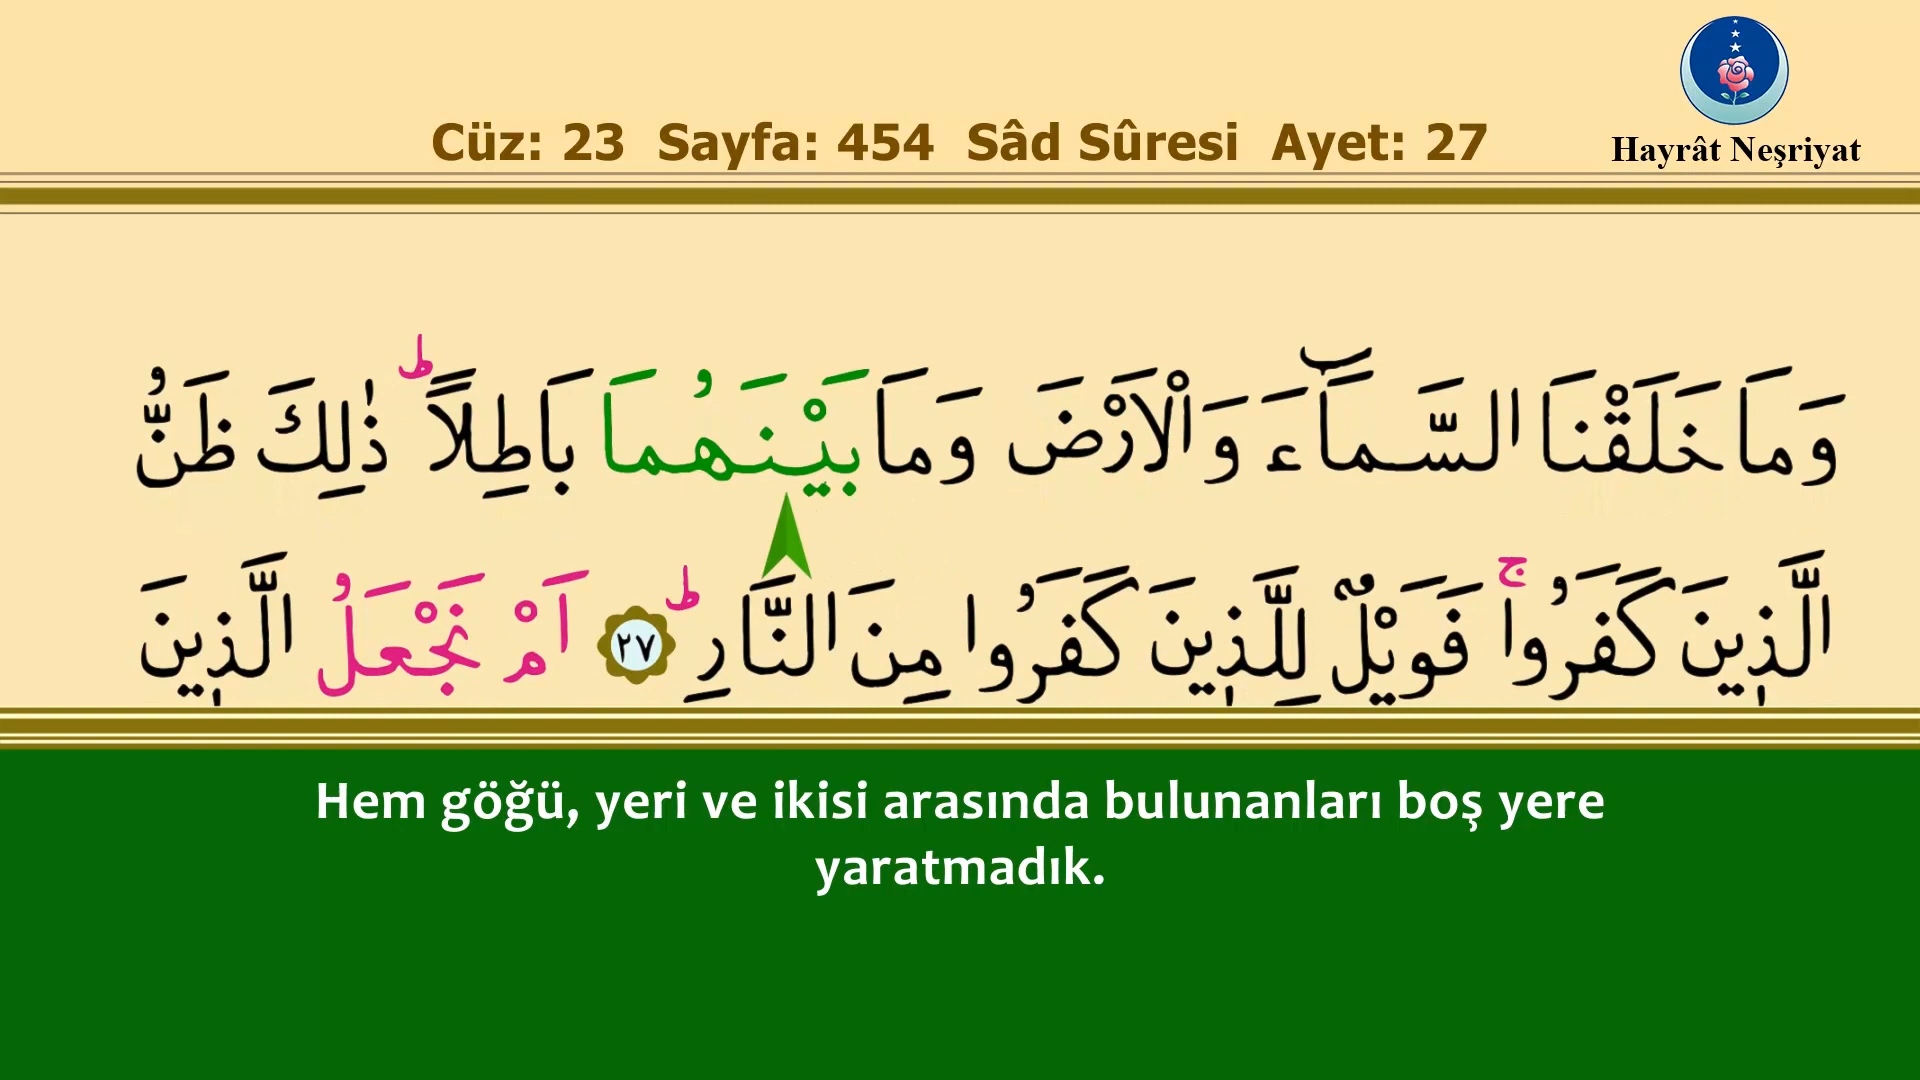 Cüz: 23 Sayfa: 454 Sâd Sûresi Ayet: 27
Hayrât Neşriyat
وَمَا خَلَقْنَا السَّمَٓاءَ وَالْاَرْضَ وَمَا بَيْنَهُمَا بَاطِلًاۜ ذٰلِكَ ظَنُّ
الَّذ۪ينَ كَفَرُواۚ فَوَيْلٌ لِلَّذ۪ينَ كَفَرُوا مِنَ النَّارِۜ ﴿٢٧﴾ اَمْ نَجْعَلُ الَّذ۪ينَ
Hem göğü, yeri ve ikisi arasında bulunanları boş yere
yaratmadık.